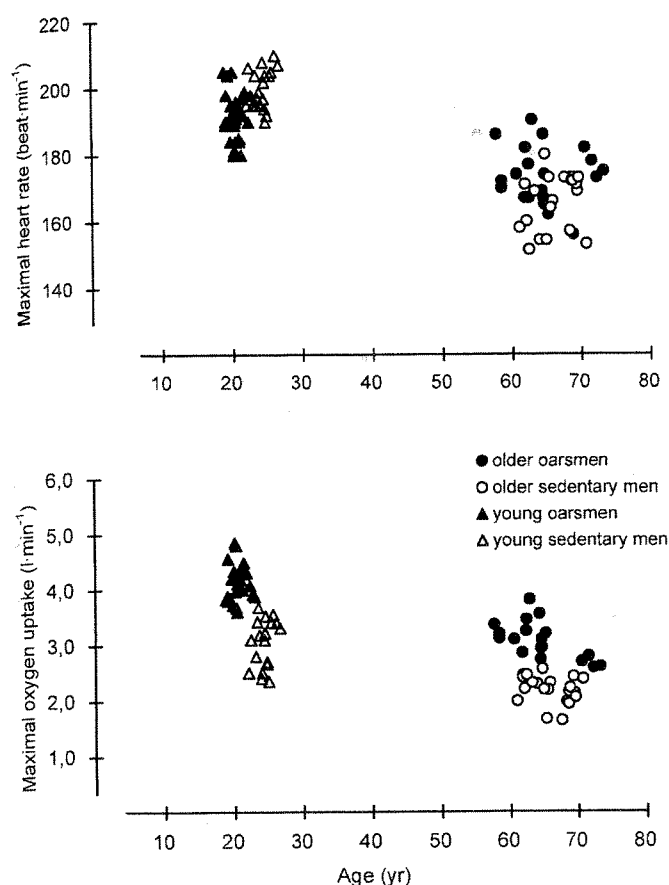 Maximal heart rate (beat·min⁻¹)
220
200
180
160
140
10 20 30 40 50 60 70 80
Maximal oxygen uptake (l·min⁻¹)
6,0
5,0
4,0
3,0
2,0
1,0
older oarsmen
older sedentary men
young oarsmen
young sedentary men
10 20 30 40 50 60 70 80
Age (yr)